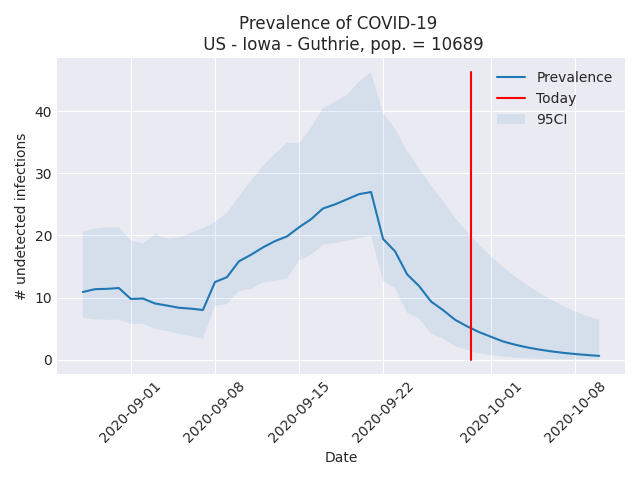 Prevalence of COVID-19
US - Iowa - Guthrie, pop. = 10689
Prevalence
Today
95CI
# undetected infections
40
30
20
10
0
2020-09-01
2020-09-08
2020-09-15
2020-09-22
2020-10-01
2020-10-08
Date